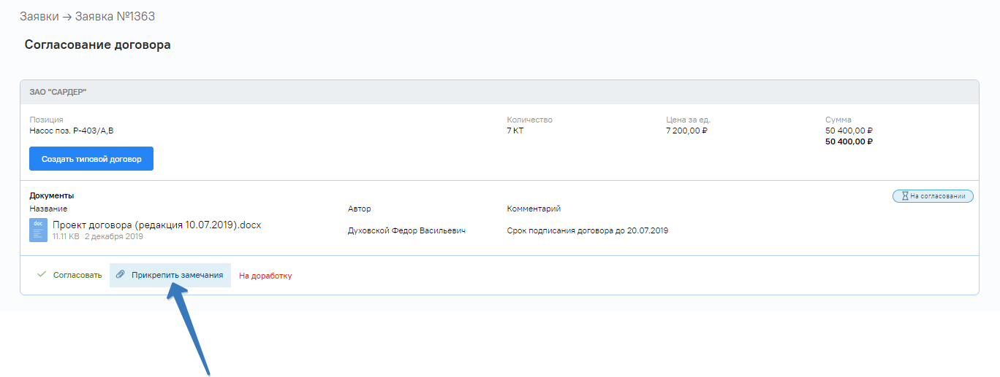 Заявки → Заявка №1363
Согласование договора
ЗАО "САРДЕР"
Позиция Количество Цена за ед. Сумма
Насос поз. Р-403/А,В 7 КТ 7 200,00 ₽ 50 400,00 ₽
50 400,00 ₽
Создать типовой договор
Документы На согласовании
Название Автор Комментарий
doc
Проект договора (редакция 10.07.2019).docx
Духовской Федор Васильевич Срок подписания договора до 20.07.2019
11.11 KB 2 декабря 2019
Согласовать Прикрепить замечания На доработку